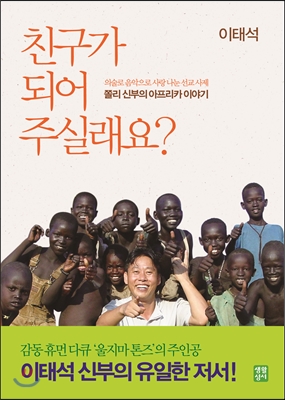 이태석
친구가
되어
주실래요?
의술로 음악으로 사랑 나눈 선교 사제
쫄리 신부의 아프리카 이야기
감동 휴먼 다큐 '울지마 톤즈'의 주인공
이태석 신부의 유일한 저서!
생활
성서